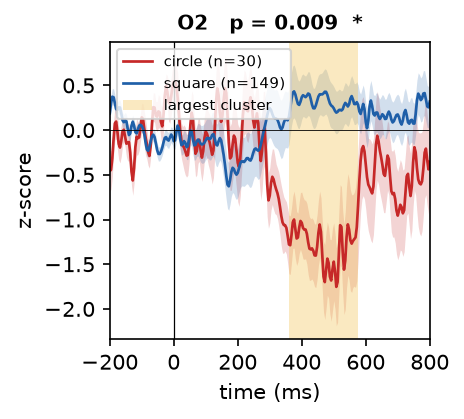 O2   p = 0.009  *
circle (n=30)
square (n=149)
largest cluster
z-score
0.5
0.0
−0.5
−1.0
−1.5
−2.0
−200 0 200 400 600 800
time (ms)